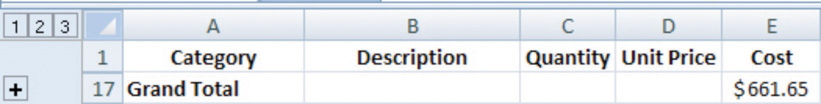 1 2 3 A B C D E
1 Category Description Quantity Unit Price Cost
+ 17 Grand Total $661.65